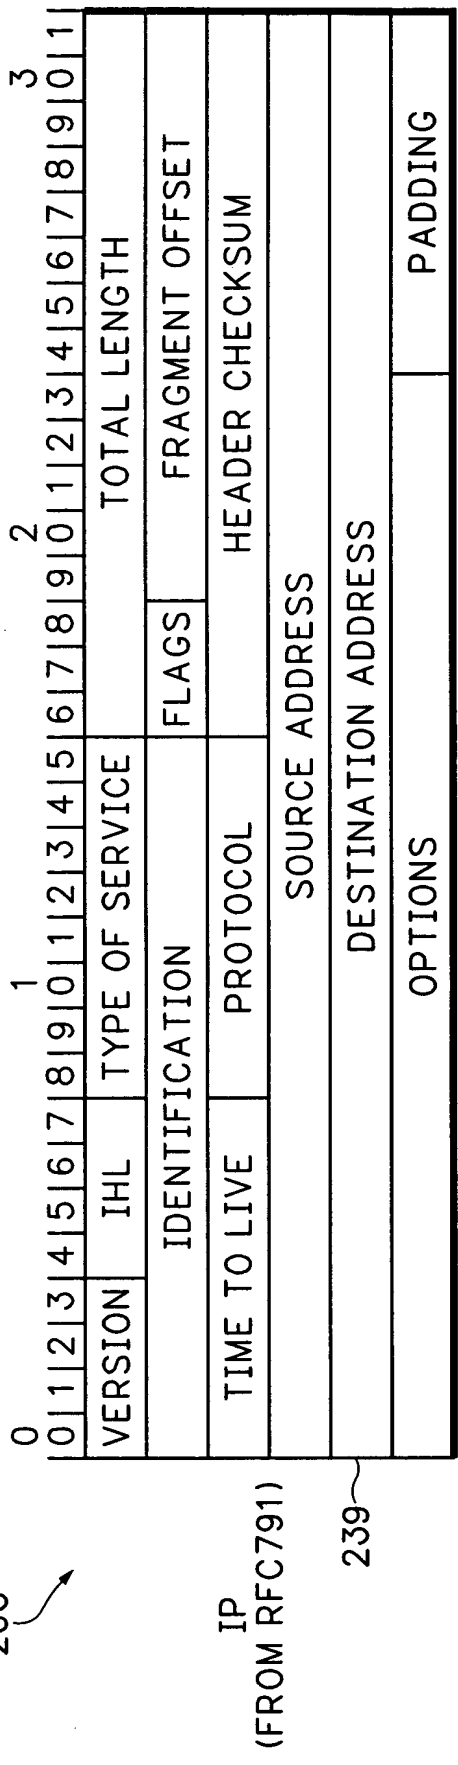 0 1 2 3
0|1|2|3|4|5|6|7|8|9|0|1|2|3|4|5|6|7|8|9|0|1|2|3|4|5|6|7|8|9|0|1|
VERSION IHL TYPE OF SERVICE TOTAL LENGTH
IDENTIFICATION FLAGS FRAGMENT OFFSET
IP
TIME TO LIVE PROTOCOL HEADER CHECKSUM
(FROM RFC791)
SOURCE ADDRESS
239 DESTINATION ADDRESS
OPTIONS PADDING